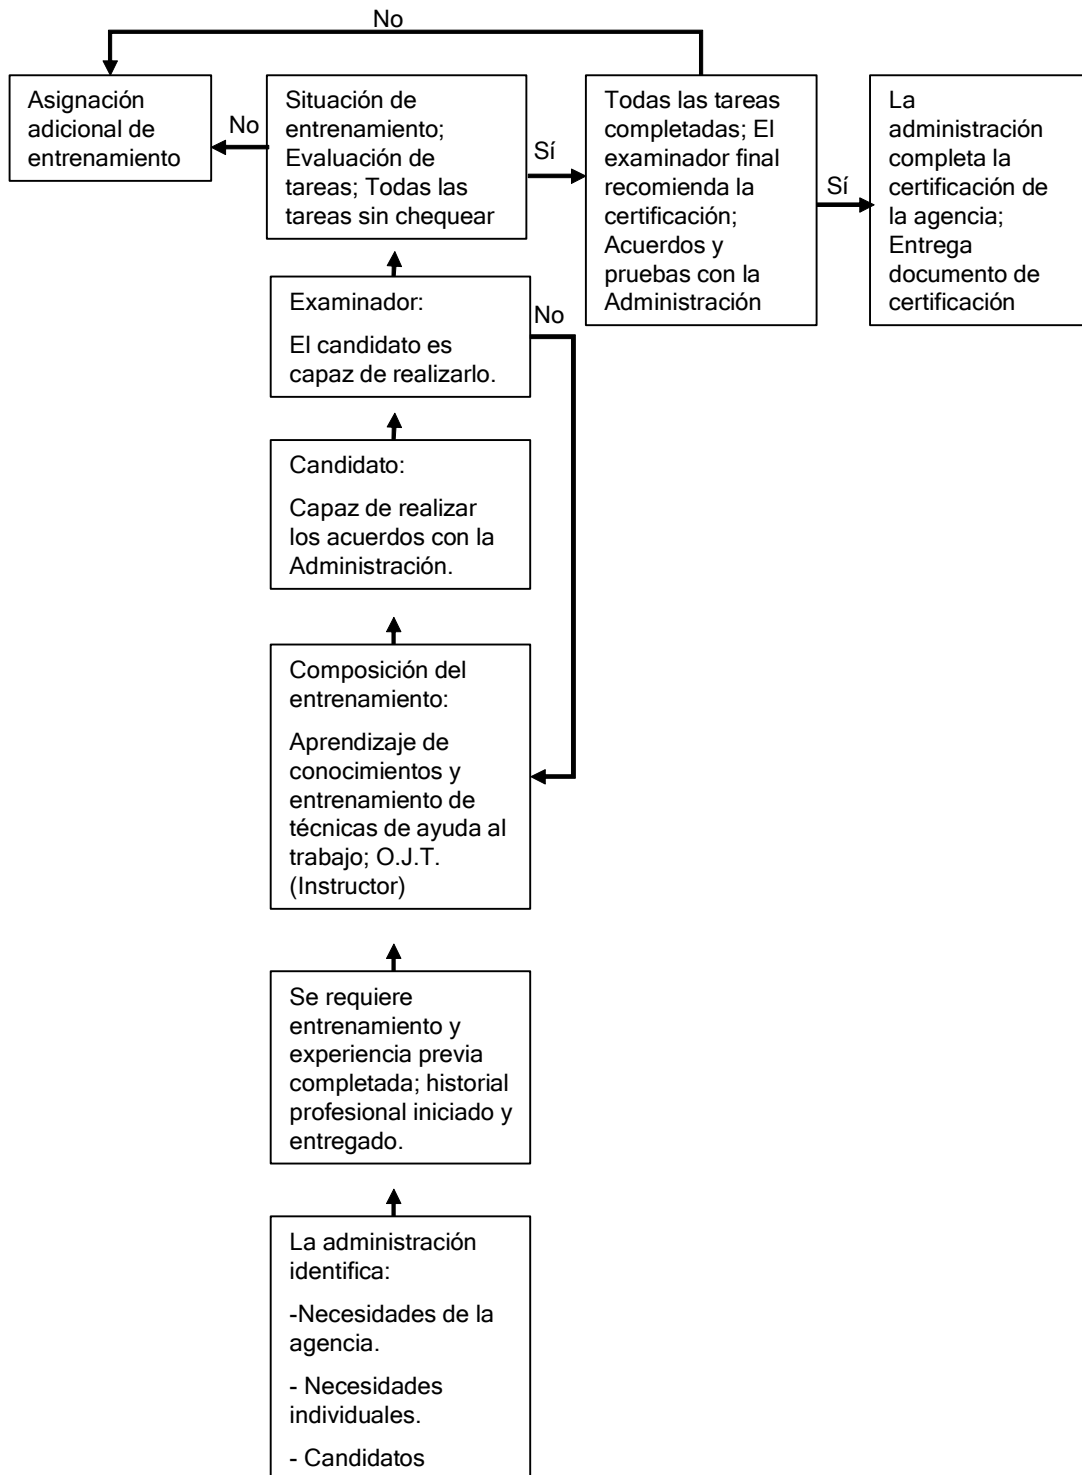 No
Asignación
adicional de
entrenamiento
No
Situación de
entrenamiento;
Evaluación de
tareas; Todas las
tareas sin chequear
Sí
Todas las tareas
completadas; El
examinador final
recomienda la
certificación;
Acuerdos y
pruebas con la
Administración
Sí
La
administración
completa la
certificación de
la agencia;
Entrega
documento de
certificación
Examinador:
El candidato es
capaz de realizarlo.
No
Candidato:
Capaz de realizar
los acuerdos con la
Administración.
Composición del
entrenamiento:
Aprendizaje de
conocimientos y
entrenamiento de
técnicas de ayuda al
trabajo; O.J.T.
(Instructor)
Se requiere
entrenamiento y
experiencia previa
completada; historial
profesional iniciado y
entregado.
La administración
identifica:
-Necesidades de la
agencia.
- Necesidades
individuales.
- Candidatos